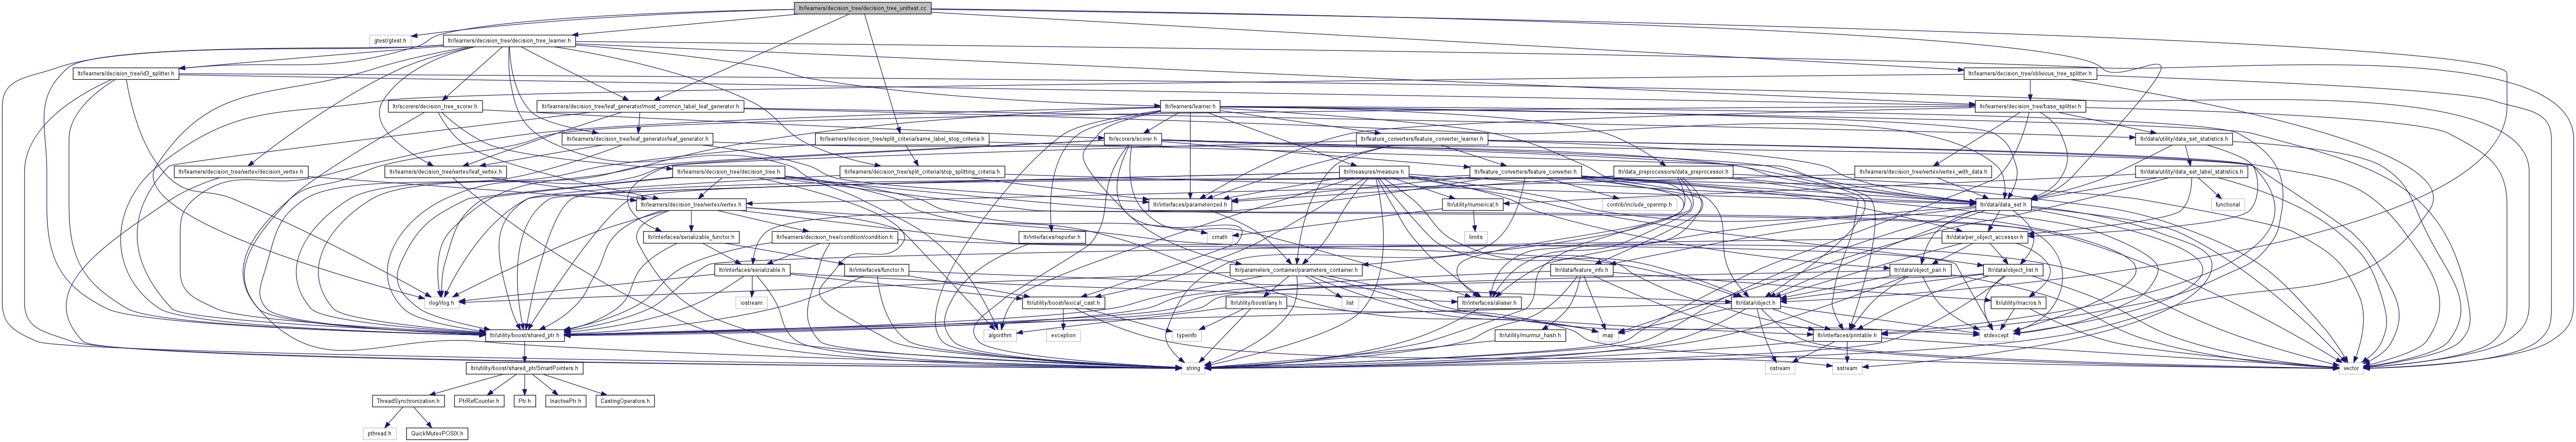 ltr/learners/decision_tree/decision_tree_unittest.cc
gtest/gtest.h
ltr/learners/decision_tree/decision_tree_learner.h
ltr/learners/decision_tree/id3_splitter.h
ltr/learners/decision_tree/oblivious_tree_splitter.h
ltr/scorers/decision_tree_scorer.h
ltr/learners/decision_tree/leaf_generator/most_common_label_leaf_generator.h
ltr/learners/learner.h
ltr/learners/decision_tree/base_splitter.h
ltr/learners/decision_tree/leaf_generator/leaf_generator.h
ltr/learners/decision_tree/split_criteria/same_label_stop_criteria.h
ltr/scorers/scorer.h
ltr/feature_converters/feature_converter_learner.h
ltr/data/utility/data_set_statistics.h
ltr/learners/decision_tree/vertex/decision_vertex.h
ltr/learners/decision_tree/vertex/leaf_vertex.h
ltr/learners/decision_tree/decision_tree.h
ltr/learners/decision_tree/split_criteria/stop_splitting_criteria.h
ltr/measures/measure.h
ltr/feature_converters/feature_converter.h
ltr/data_preprocessors/data_preprocessor.h
ltr/learners/decision_tree/vertex/vertex_with_data.h
ltr/data/utility/data_set_label_statistics.h
ltr/learners/decision_tree/vertex/vertex.h
ltr/interfaces/parameterized.h
ltr/utility/numerical.h
contrib/include_openmp.h
ltr/data/data_set.h
functional
ltr/interfaces/serializable_functor.h
ltr/learners/decision_tree/condition/condition.h
ltr/interfaces/reporter.h
cmath
limits
ltr/data/per_object_accessor.h
ltr/interfaces/serializable.h
ltr/interfaces/functor.h
ltr/parameters_container/parameters_container.h
ltr/data/feature_info.h
ltr/data/object_pair.h
ltr/data/object_list.h
rlog/rlog.h
iostream
ltr/utility/boost/lexical_cast.h
ltr/utility/boost/any.h
list
ltr/interfaces/aliaser.h
ltr/data/object.h
ltr/utility/macros.h
ltr/utility/boost/shared_ptr.h
algorithm
exception
typeinfo
ltr/utility/murmur_hash.h
map
ltr/interfaces/printable.h
stdexcept
ltr/utility/boost/shared_ptr/SmartPointers.h
string
ostream
sstream
vector
ThreadSynchronization.h
PtrRefCounter.h
Ptr.h
InactivePtr.h
CastingOperators.h
pthread.h
QuickMutexPOSIX.h